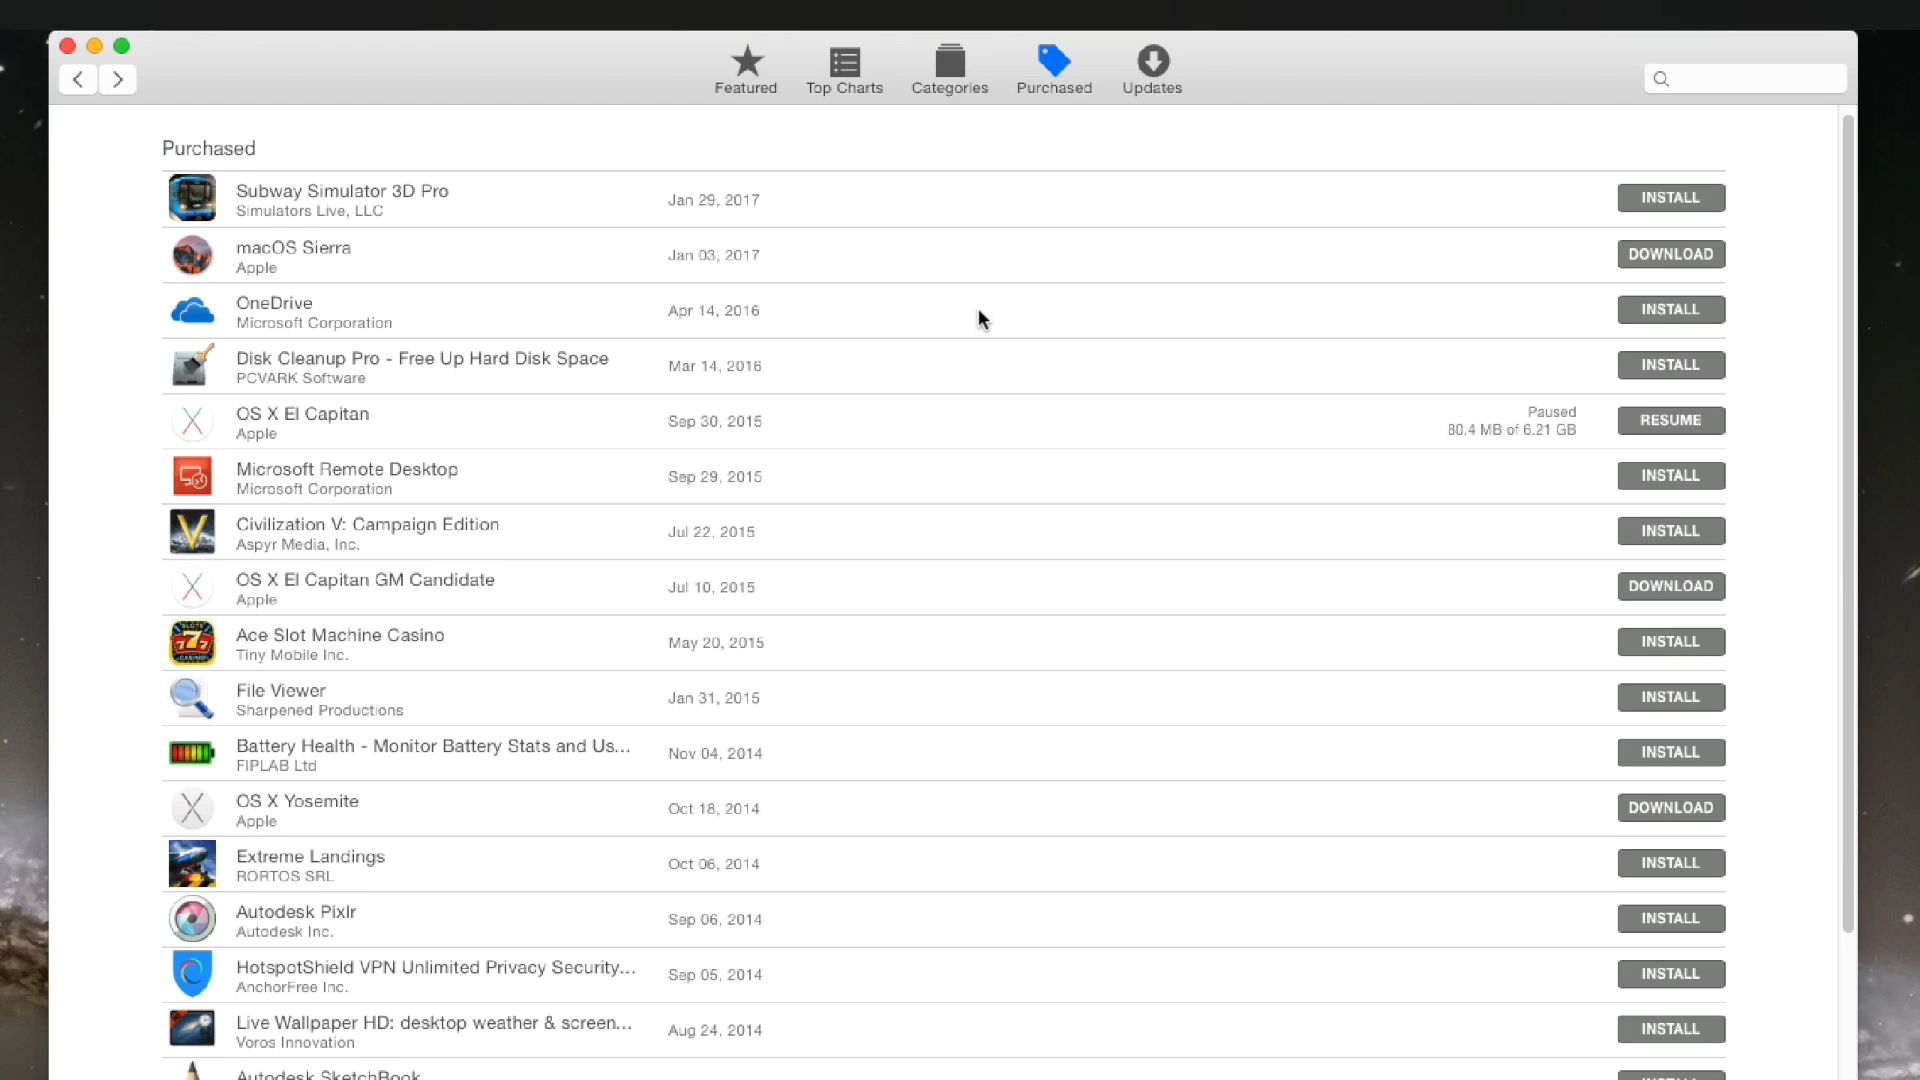 Featured
Top Charts
Categories
Purchased
Updates
Purchased
Subway Simulator 3D Pro
Simulators Live, LLC
Jan 29, 2017
INSTALL
macOS Sierra
Apple
Jan 03, 2017
DOWNLOAD
OneDrive
Microsoft Corporation
Apr 14, 2016
INSTALL
Disk Cleanup Pro - Free Up Hard Disk Space
PCVARK Software
Mar 14, 2016
INSTALL
OS X El Capitan
Apple
Sep 30, 2015
Paused
80.4 MB of 6.21 GB
RESUME
Microsoft Remote Desktop
Microsoft Corporation
Sep 29, 2015
INSTALL
Civilization V: Campaign Edition
Aspyr Media, Inc.
Jul 22, 2015
INSTALL
OS X El Capitan GM Candidate
Apple
Jul 10, 2015
DOWNLOAD
Ace Slot Machine Casino
Tiny Mobile Inc.
May 20, 2015
INSTALL
File Viewer
Sharpened Productions
Jan 31, 2015
INSTALL
Battery Health - Monitor Battery Stats and Us...
FIPLAB Ltd
Nov 04, 2014
INSTALL
OS X Yosemite
Apple
Oct 18, 2014
DOWNLOAD
Extreme Landings
RORTOS SRL
Oct 06, 2014
INSTALL
Autodesk Pixlr
Autodesk Inc.
Sep 06, 2014
INSTALL
HotspotShield VPN Unlimited Privacy Security...
AnchorFree Inc.
Sep 05, 2014
INSTALL
Live Wallpaper HD: desktop weather & screen...
Voros Innovation
Aug 24, 2014
INSTALL
Autodesk SketchBook